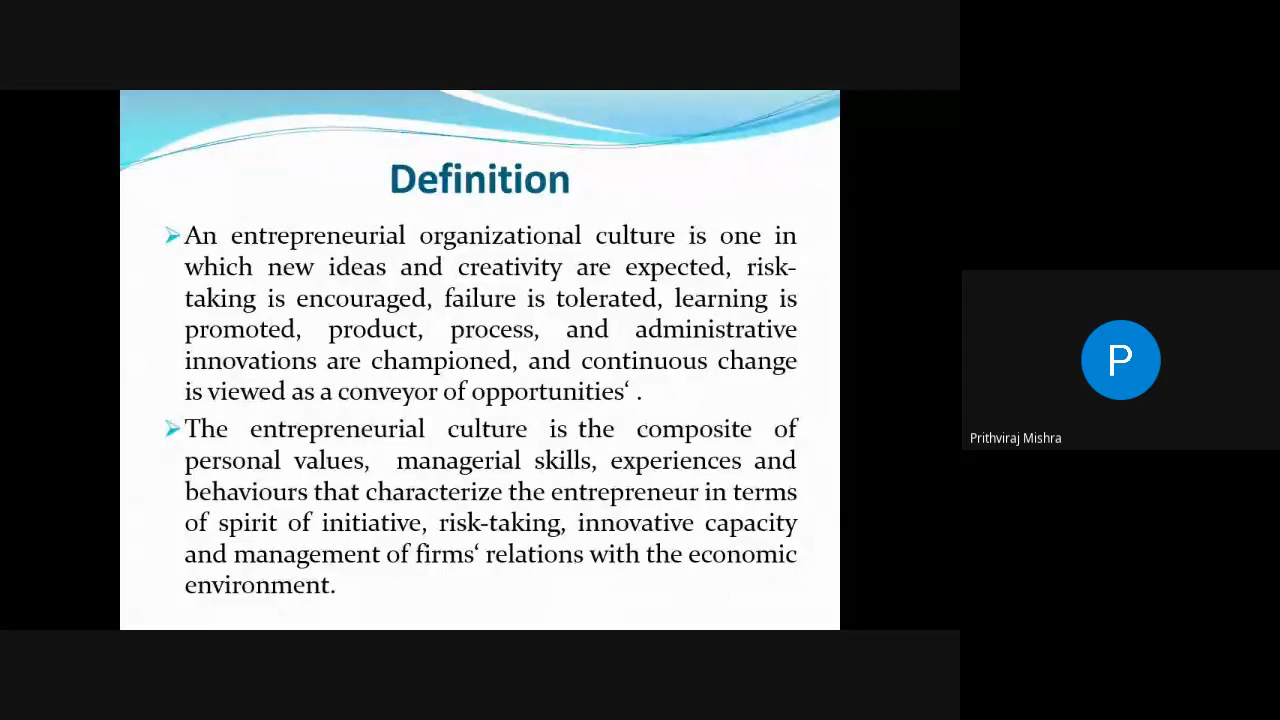 Definition
An entrepreneurial organizational culture is one in
which new ideas and creativity are expected, risk-
taking is encouraged, failure is tolerated, learning is
promoted, product, process, and administrative
innovations are championed, and continuous change
is viewed as a conveyor of opportunities‘ .
The entrepreneurial culture is the composite of
personal values, managerial skills, experiences and
behaviours that characterize the entrepreneur in terms
of spirit of initiative, risk-taking, innovative capacity
and management of firms‘ relations with the economic
environment.
P
Prithviraj Mishra